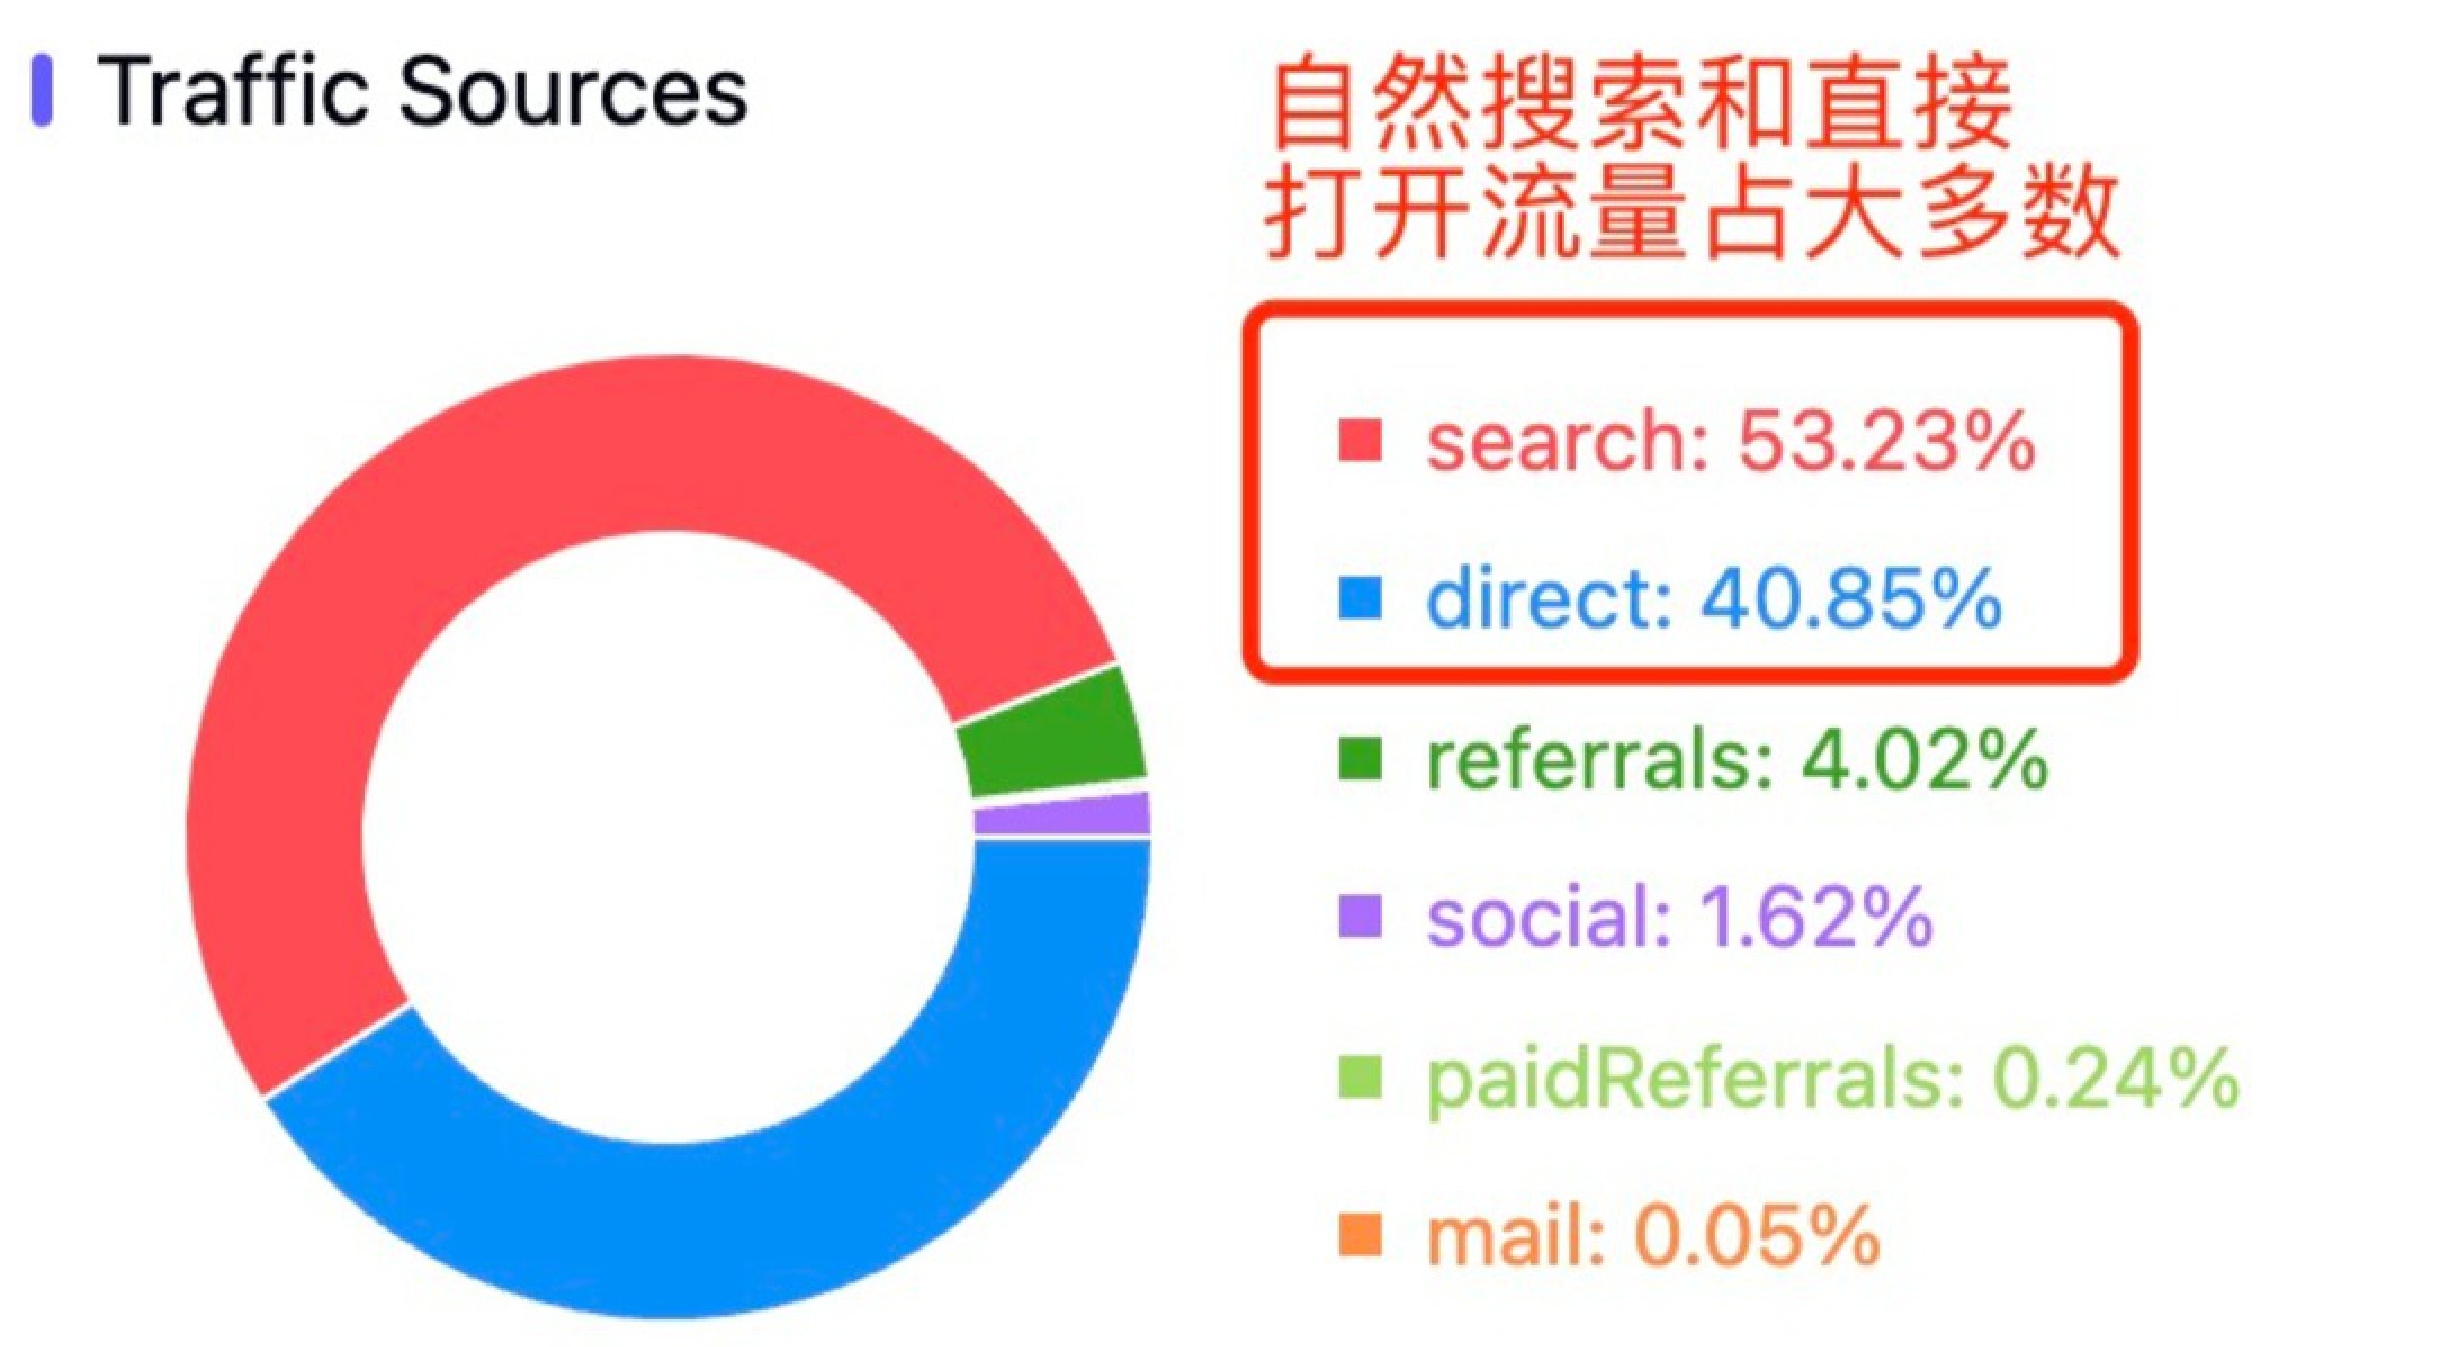 Traffic Sources
自然搜索和直接
打开流量占大多数
search: 53.23%
direct: 40.85%
referrals: 4.02%
social: 1.62%
paidReferrals: 0.24%
mail: 0.05%